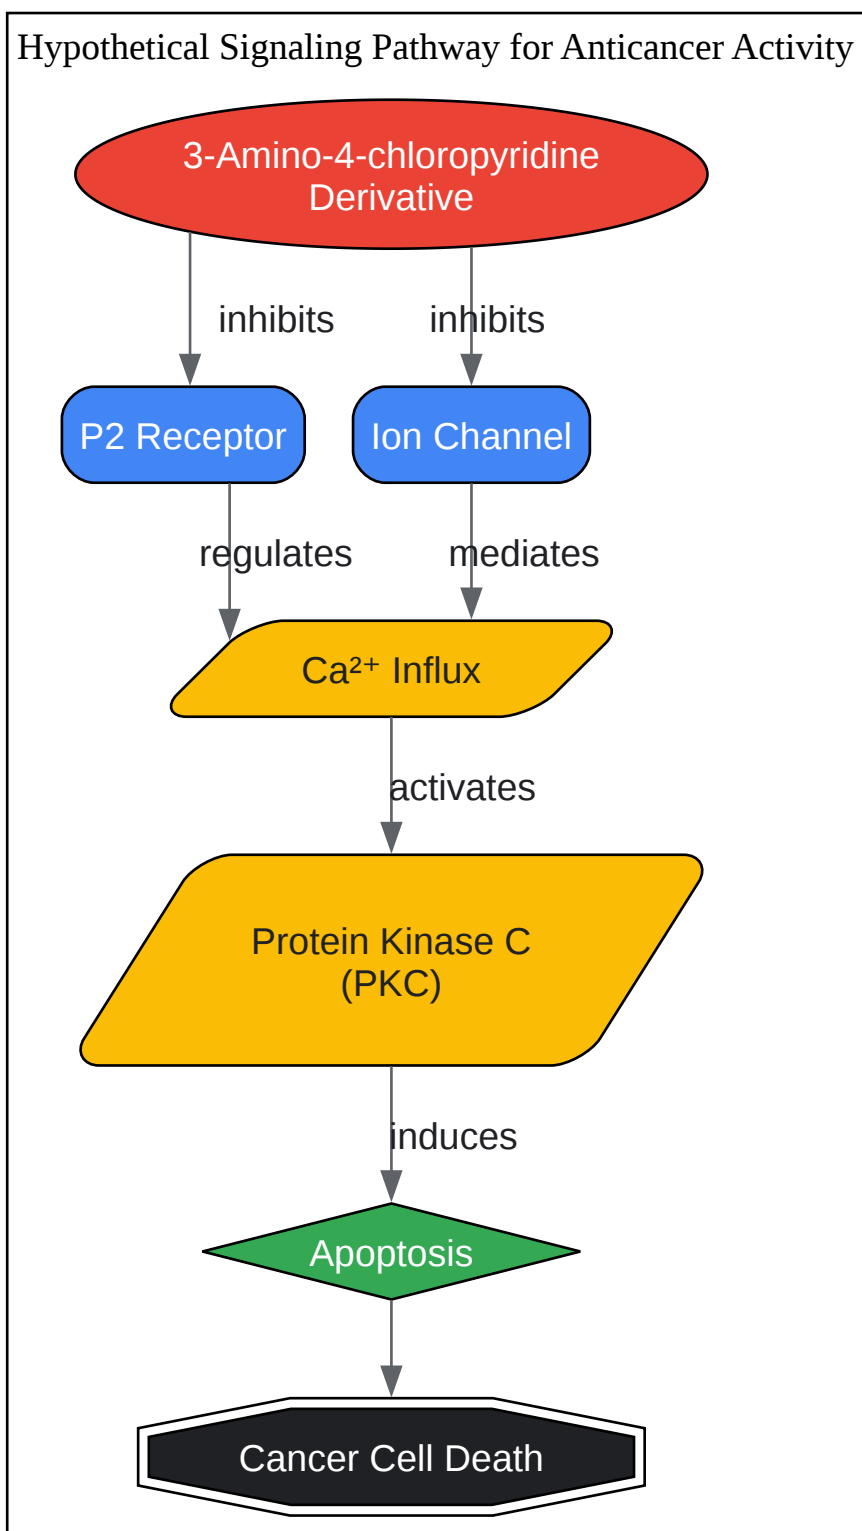 Hypothetical Signaling Pathway for Anticancer Activity
3-Amino-4-chloropyridine
Derivative
inhibits
inhibits
P2 Receptor
Ion Channel
regulates
mediates
Ca²⁺ Influx
activates
Protein Kinase C
(PKC)
induces
Apoptosis
Cancer Cell Death